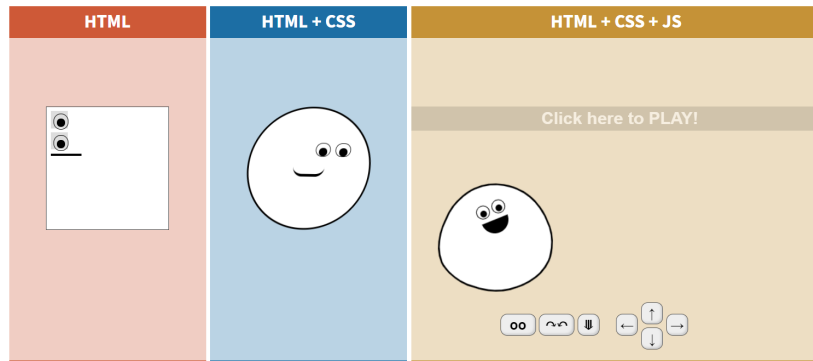 HTML
HTML + CSS
HTML + CSS + JS
Click here to PLAY!
oo
↑
← →
↓